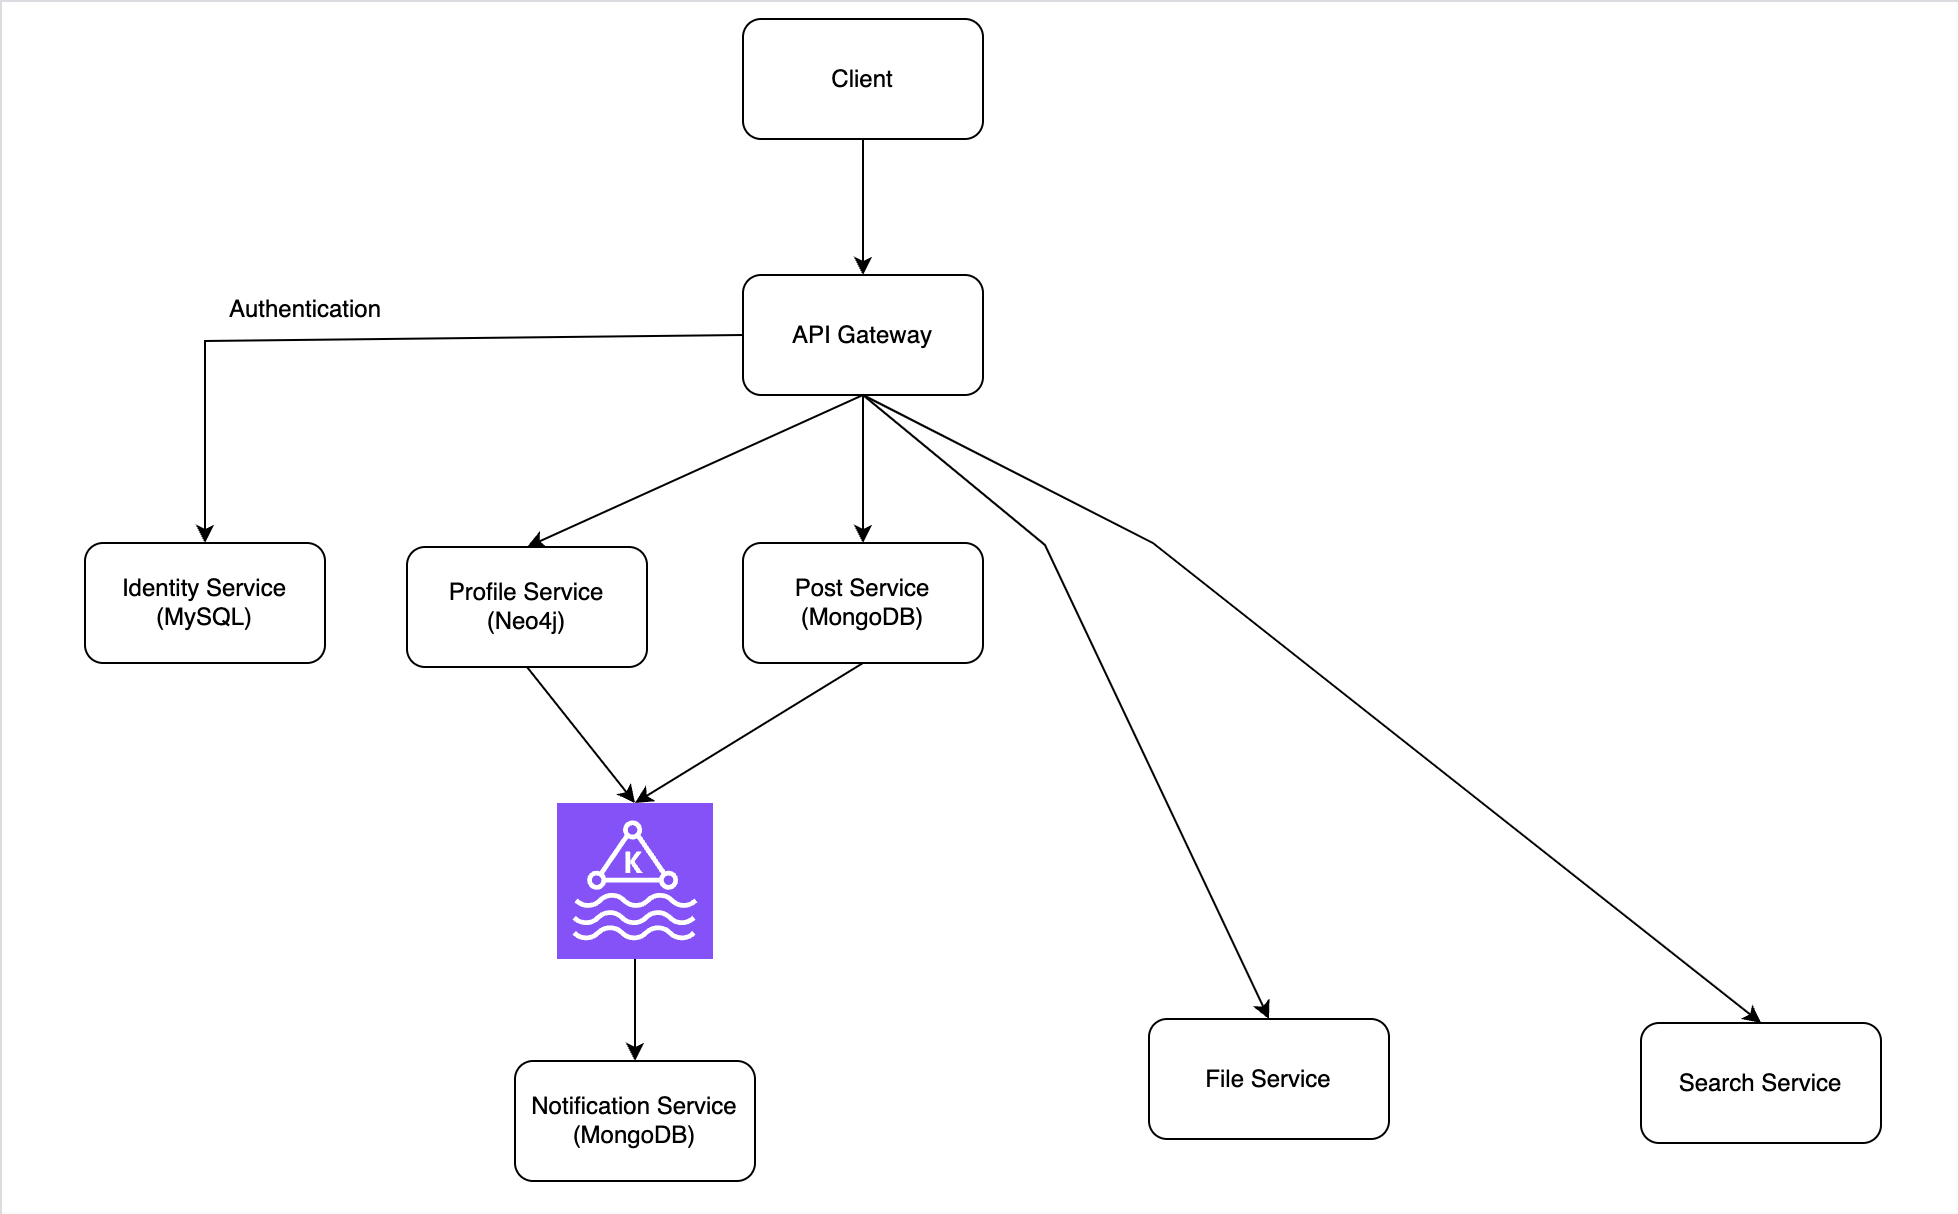 Client
Authentication
API Gateway
Identity Service
(MySQL)
Profile Service
(Neo4j)
Post Service
(MongoDB)
K
Notification Service
(MongoDB)
File Service
Search Service